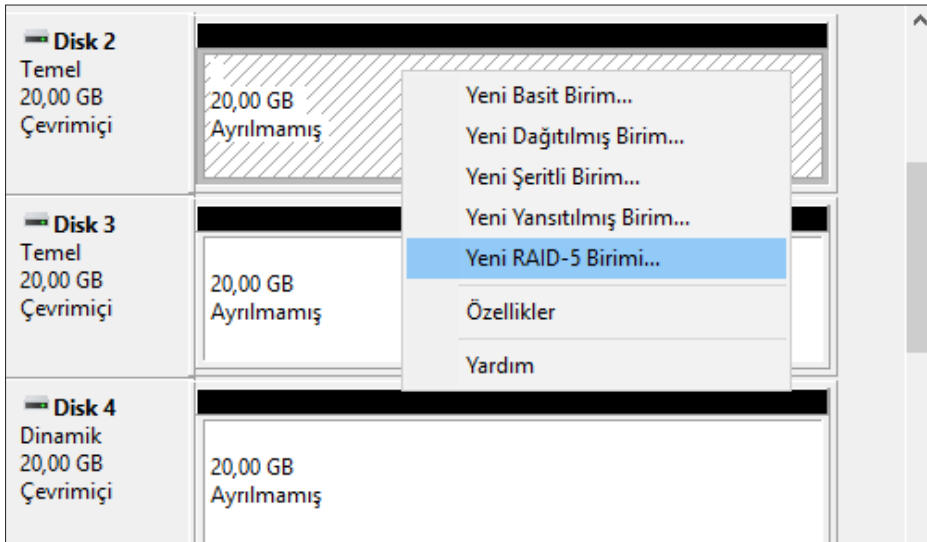 Disk 2
Temel
20,00 GB
Çevrimiçi
20,00 GB
Ayrılmamış
Yeni Basit Birim...
Yeni Dağıtılmış Birim...
Yeni Şeritli Birim...
Yeni Yansıtılmış Birim...
Yeni RAID-5 Birimi...
Özellikler
Yardım
Disk 3
Temel
20,00 GB
Çevrimiçi
20,00 GB
Ayrılmamış
Disk 4
Dinamik
20,00 GB
Çevrimiçi
20,00 GB
Ayrılmamış